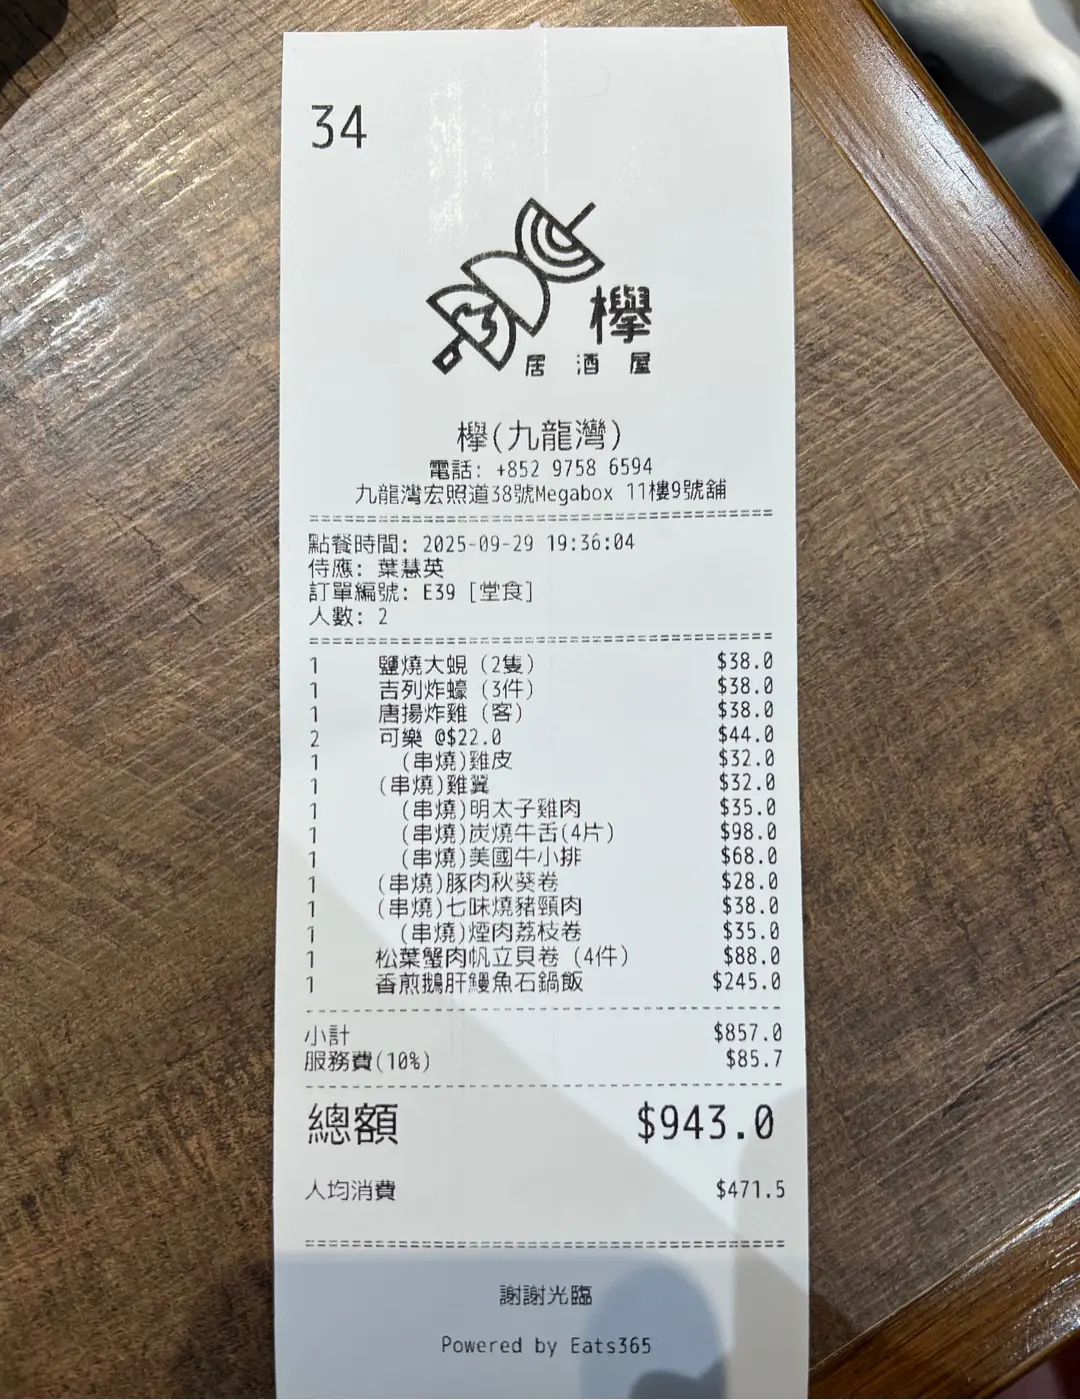 34
欅
居酒屋
欅(九龍灣)
電話: +852 9758 6594
九龍灣宏照道38號Megabox 11樓9號舖
點餐時間: 2025-09-29 19:36:04
侍應: 葉慧英
訂單編號: E39 [堂食]
人數: 2
1 鹽燒大蜆 (2隻) $38.0
1 吉列炸蠔 (3件) $38.0
1 唐揚炸雞 (客) $38.0
2 可樂 @$22.0 $44.0
1 (串燒)雞皮 $32.0
1 (串燒)雞翼 $32.0
1 (串燒)明太子雞肉 $35.0
1 (串燒)炭燒牛舌(4片) $98.0
1 (串燒)美國牛小排 $68.0
1 (串燒)豚肉秋葵卷 $28.0
1 (串燒)七味燒豬頸肉 $38.0
1 (串燒)煙肉荔枝卷 $35.0
1 松葉蟹肉帆立貝卷 (4件) $88.0
1 香煎鵝肝鰻魚石鍋飯 $245.0
小計 $857.0
服務費(10%) $85.7
總額 $943.0
人均消費 $471.5
謝謝光臨
Powered by Eats365